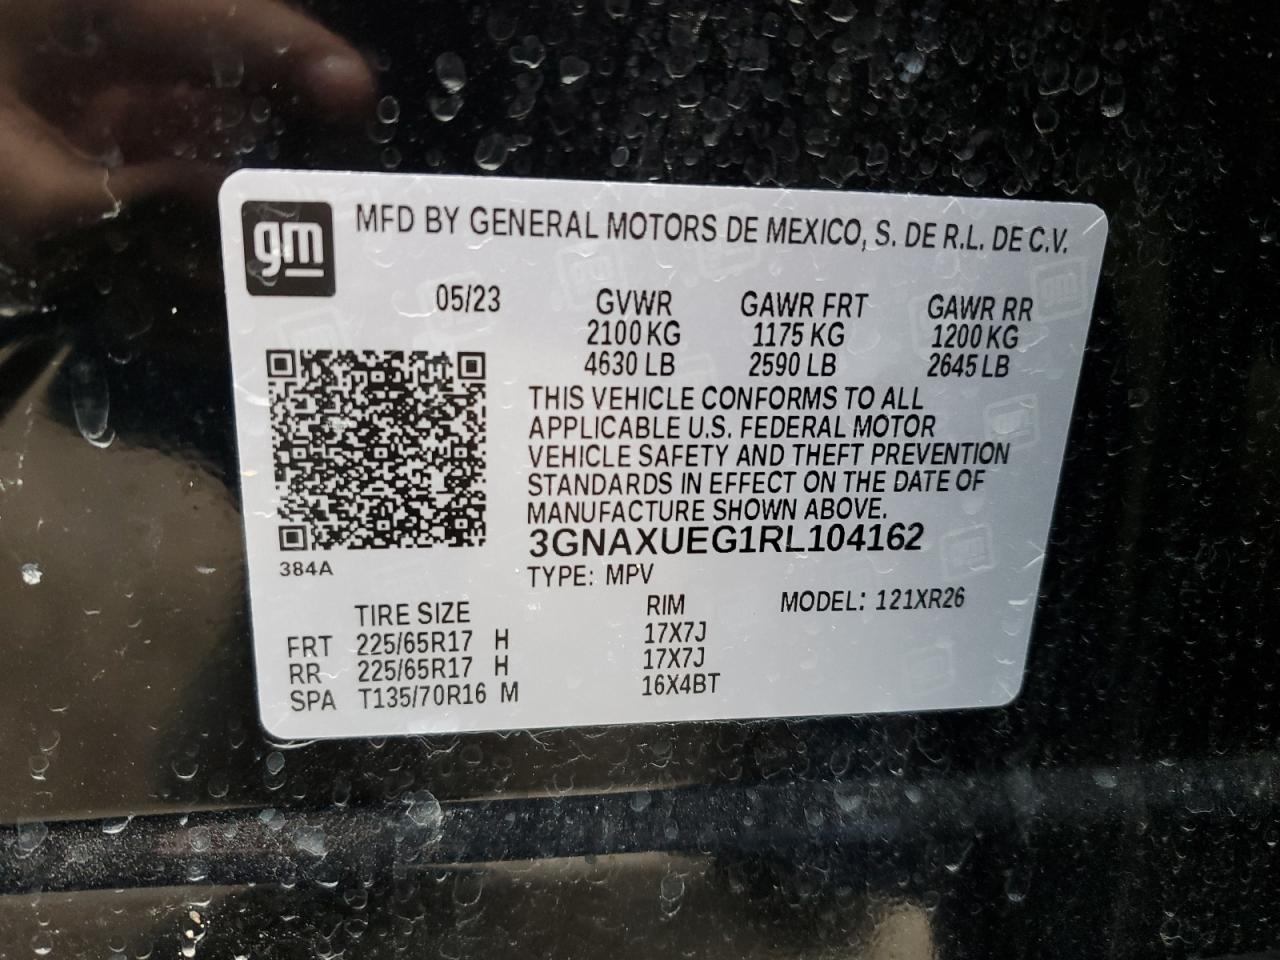 gm
MFD BY GENERAL MOTORS DE MEXICO, S. DE R.L. DE C.V.
05/23 GVWR GAWR FRT GAWR RR
2100 KG 1175 KG 1200 KG
4630 LB 2590 LB 2645 LB
THIS VEHICLE CONFORMS TO ALL
APPLICABLE U.S. FEDERAL MOTOR
VEHICLE SAFETY AND THEFT PREVENTION
STANDARDS IN EFFECT ON THE DATE OF
MANUFACTURE SHOWN ABOVE.
3GNAXUEG1RL104162
384A
TYPE: MPV MODEL: 121XR26
TIRE SIZE RIM
FRT 225/65R17 H 17X7J
RR 225/65R17 H 17X7J
SPA T135/70R16 M 16X4BT